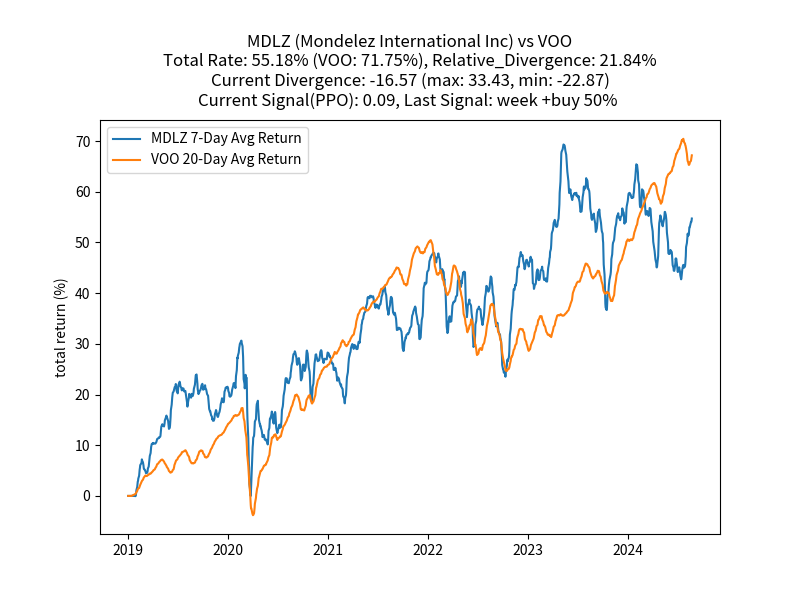 MDLZ (Mondelez International Inc) vs VOO
Total Rate: 55.18% (VOO: 71.75%), Relative_Divergence: 21.84%
Current Divergence: -16.57 (max: 33.43, min: -22.87)
Current Signal(PPO): 0.09, Last Signal: week +buy 50%
MDLZ 7-Day Avg Return
VOO 20-Day Avg Return
total return (%)
70
60
50
40
30
20
10
0
2019 2020 2021 2022 2023 2024